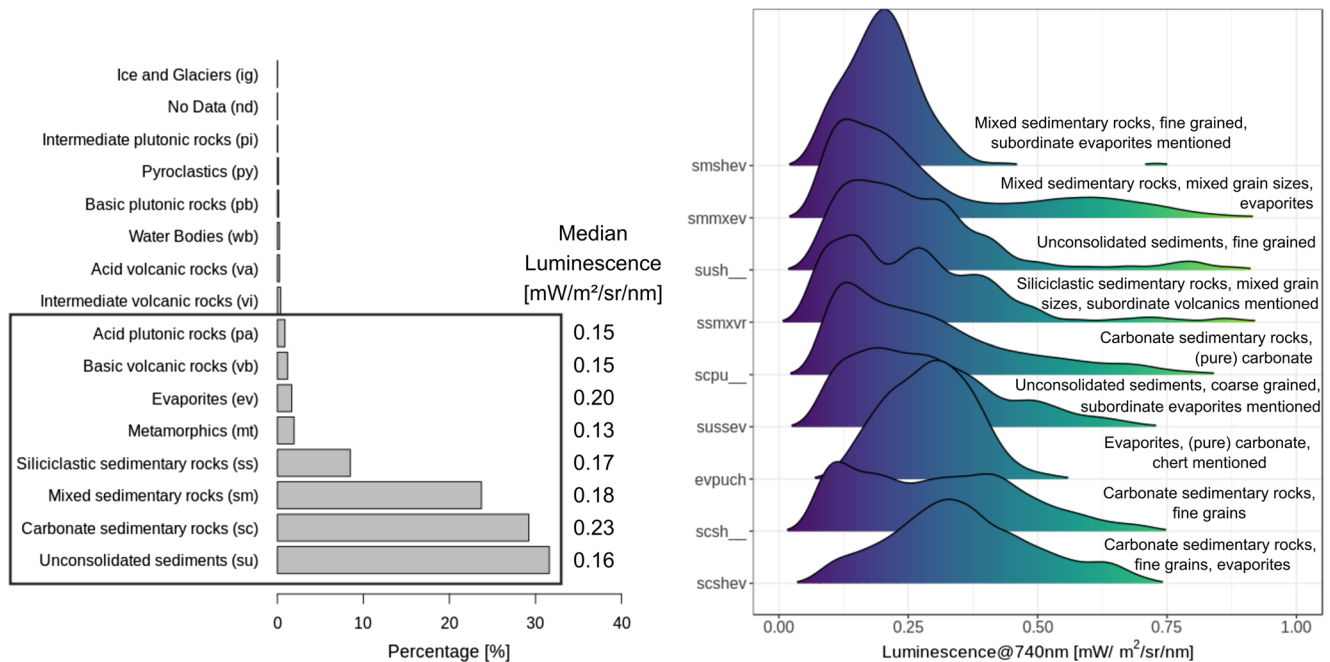 Ice and Glaciers (ig)
No Data (nd)
Intermediate plutonic rocks (pi)
Pyroclastics (py)
Basic plutonic rocks (pb)
Water Bodies (wb)
Acid volcanic rocks (va)
Intermediate volcanic rocks (vi)
Median
Luminescence
[mW/m²/sr/nm]
Acid plutonic rocks (pa) 0.15
Basic volcanic rocks (vb) 0.15
Evaporites (ev) 0.20
Metamorphics (mt) 0.13
Siliciclastic sedimentary rocks (ss) 0.17
Mixed sedimentary rocks (sm) 0.18
Carbonate sedimentary rocks (sc) 0.23
Unconsolidated sediments (su) 0.16
0 10 20 30 40
Percentage [%]
Mixed sedimentary rocks, fine grained,
subordinate evaporites mentioned
smshev
Mixed sedimentary rocks, mixed grain sizes,
evaporites
smmxev
Unconsolidated sediments, fine grained
sush__
Siliciclastic sedimentary rocks, mixed grain
sizes, subordinate volcanics mentioned
ssmxvr
Carbonate sedimentary rocks,
(pure) carbonate
scpu__
Unconsolidated sediments, coarse grained,
subordinate evaporites mentioned
sussev
Evaporites, (pure) carbonate,
chert mentioned
evpuch
Carbonate sedimentary rocks,
fine grains
scsh__
Carbonate sedimentary rocks,
fine grains, evaporites
scshev
0.00 0.25 0.50 0.75 1.00
Luminescence@740nm [mW/ m²/sr/nm]